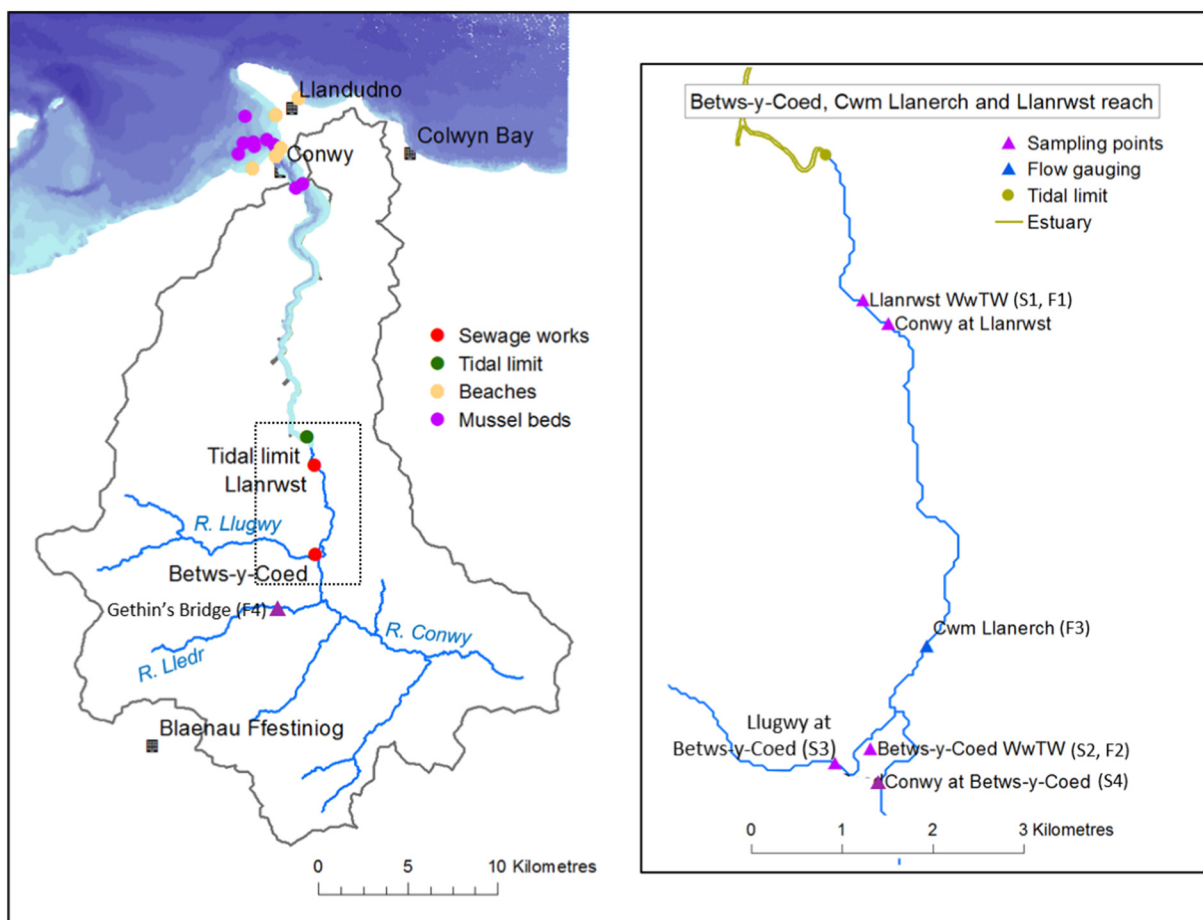 Llandudno
Colwyn Bay
Conwy
Sewage works
Tidal limit
Beaches
Mussel beds
Tidal limit
Llanrwst
R. Llugwy
Betws-y-Coed
Gethin's Bridge (F4)
R. Conwy
R. Lledr
Blaenau Ffestiniog
0 5 10 Kilometres
Betws-y-Coed, Cwm Llanerch and Llanrwst reach
Sampling points
Flow gauging
Tidal limit
Estuary
Llanrwst WwTW (S1, F1)
Conwy at Llanrwst
Cwm Llanerch (F3)
Llugwy at
Betws-y-Coed (S3)
Betws-y-Coed WwTW (S2, F2)
Conwy at Betws-y-Coed (S4)
0 1 2 3 Kilometres